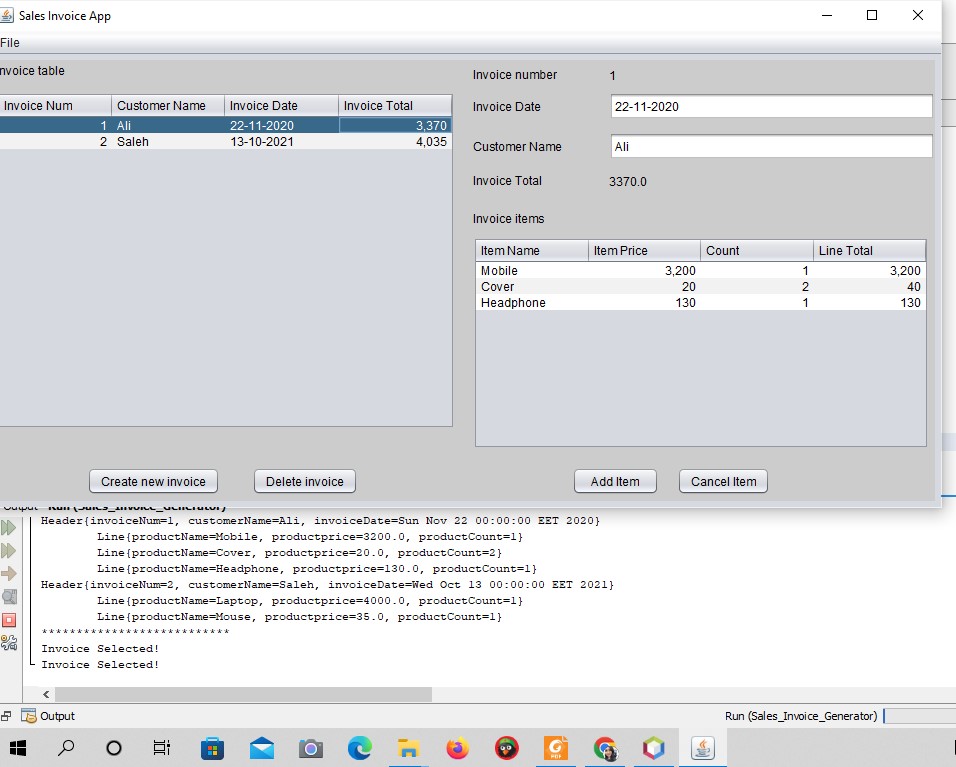 Sales Invoice App
File
nvoice table
Invoice Num Customer Name Invoice Date Invoice Total
1 Ali 22-11-2020 3,370
2 Saleh 13-10-2021 4,035
Invoice number 1
Invoice Date 22-11-2020
Customer Name Ali
Invoice Total 3370.0
Invoice items
Item Name Item Price Count Line Total
Mobile 3,200 1 3,200
Cover 20 2 40
Headphone 130 1 130
Create new invoice Delete invoice Add Item Cancel Item
Output - Run (Sales_Invoice_Generator)
Header{invoiceNum=1, customerName=Ali, invoiceDate=Sun Nov 22 00:00:00 EET 2020}
Line{productName=Mobile, productprice=3200.0, productCount=1}
Line{productName=Cover, productprice=20.0, productCount=2}
Line{productName=Headphone, productprice=130.0, productCount=1}
Header{invoiceNum=2, customerName=Saleh, invoiceDate=Wed Oct 13 00:00:00 EET 2021}
Line{productName=Laptop, productprice=4000.0, productCount=1}
Line{productName=Mouse, productprice=35.0, productCount=1}
***************************
Invoice Selected!
Invoice Selected!
Output Run (Sales_Invoice_Generator)